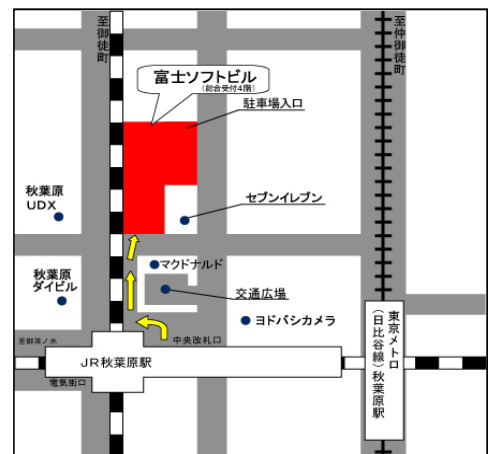 至御徒町
至仲御徒町
富士ソフトビル
(総合受付4階)
駐車場入口
秋葉原
UDX
セブンイレブン
マクドナルド
秋葉原
ダイビル
交通広場
ヨドバシカメラ
東京メトロ
(日比谷線)秋葉原駅
至御茶ノ水
中央改札口
JR秋葉原駅
電気街口